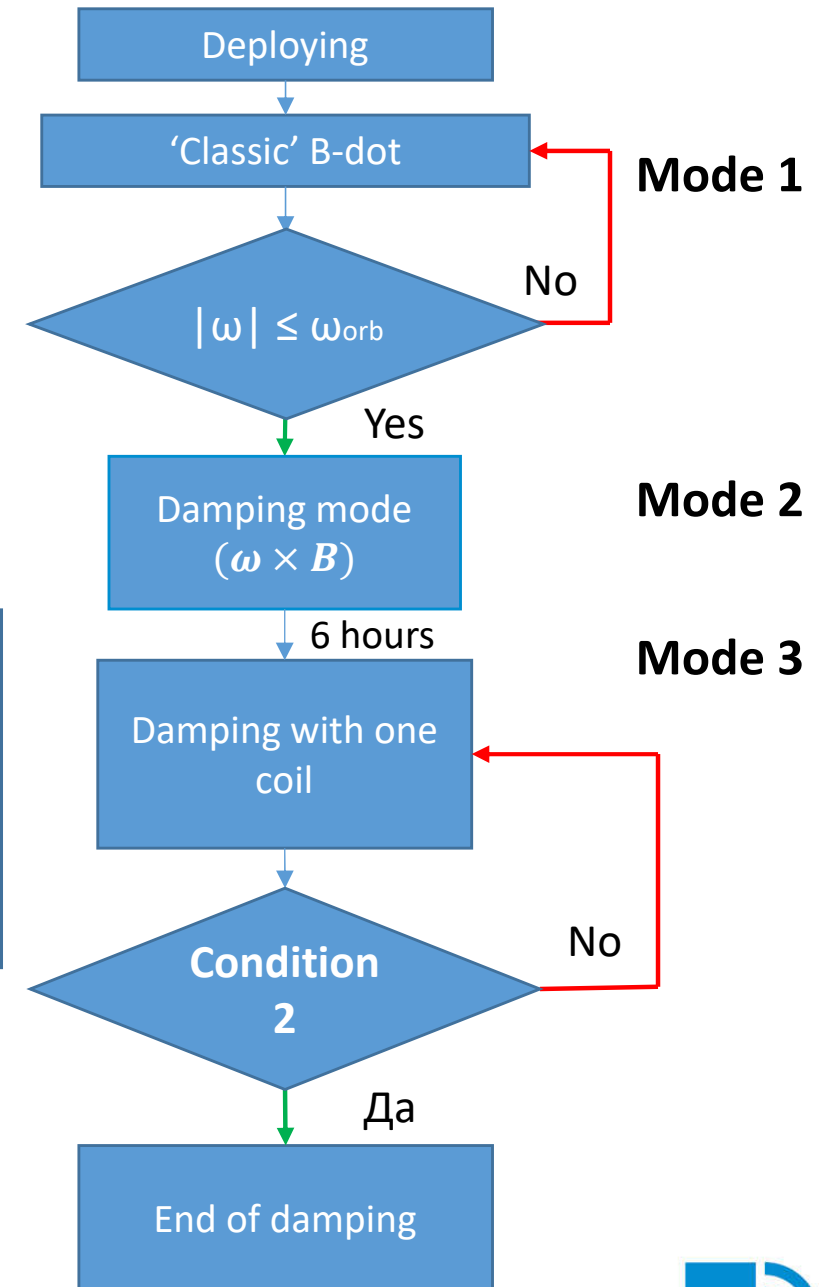 Deploying
‘Classic’ B-dot
Mode 1
No
|ω| ≤ ωorb
Yes
Damping mode
(ω × B)
Mode 2
6 hours
Mode 3
Damping with one
coil
Condition
2
No
Да
End of damping